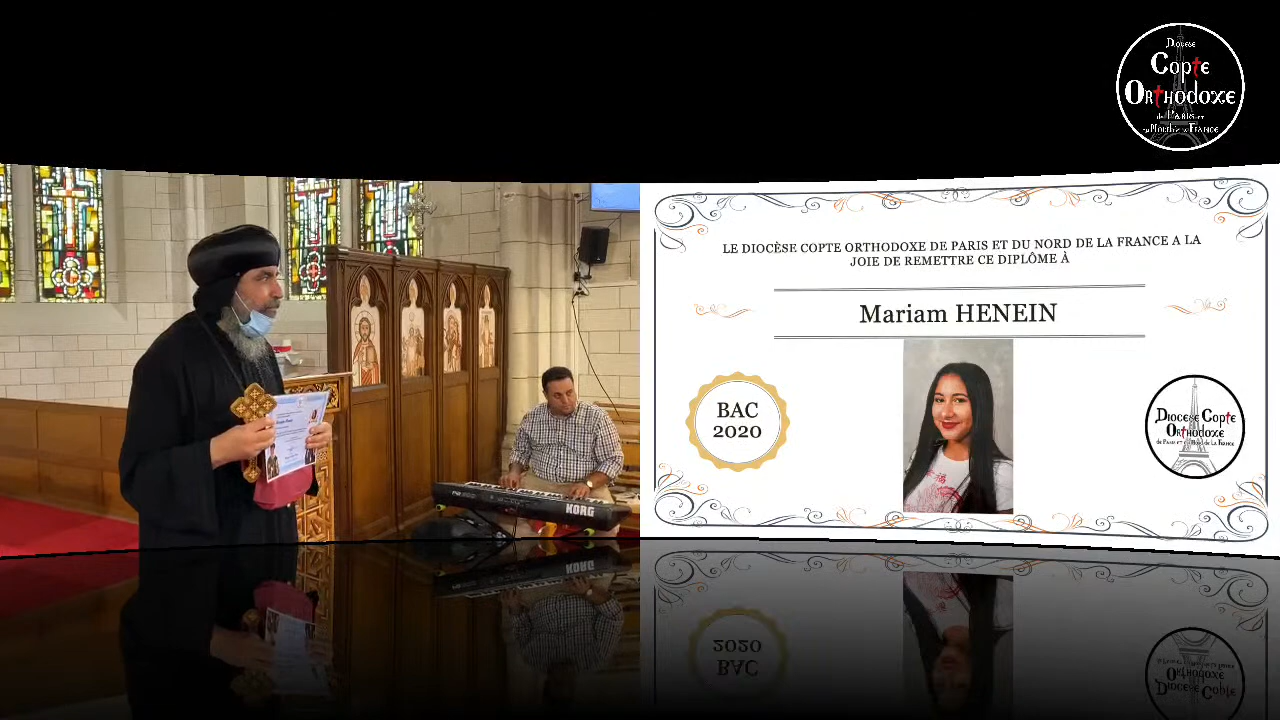 Diocèse
Copte
Orthodoxe
de Paris et
du Nord de la France
LE DIOCÈSE COPTE ORTHODOXE DE PARIS ET DU NORD DE LA FRANCE A LA
JOIE DE REMETTRE CE DIPLÔME À
Mariam HENEIN
BAC
2020
Diocèse Copte
Orthodoxe
de Paris et du Nord de La France
KORG